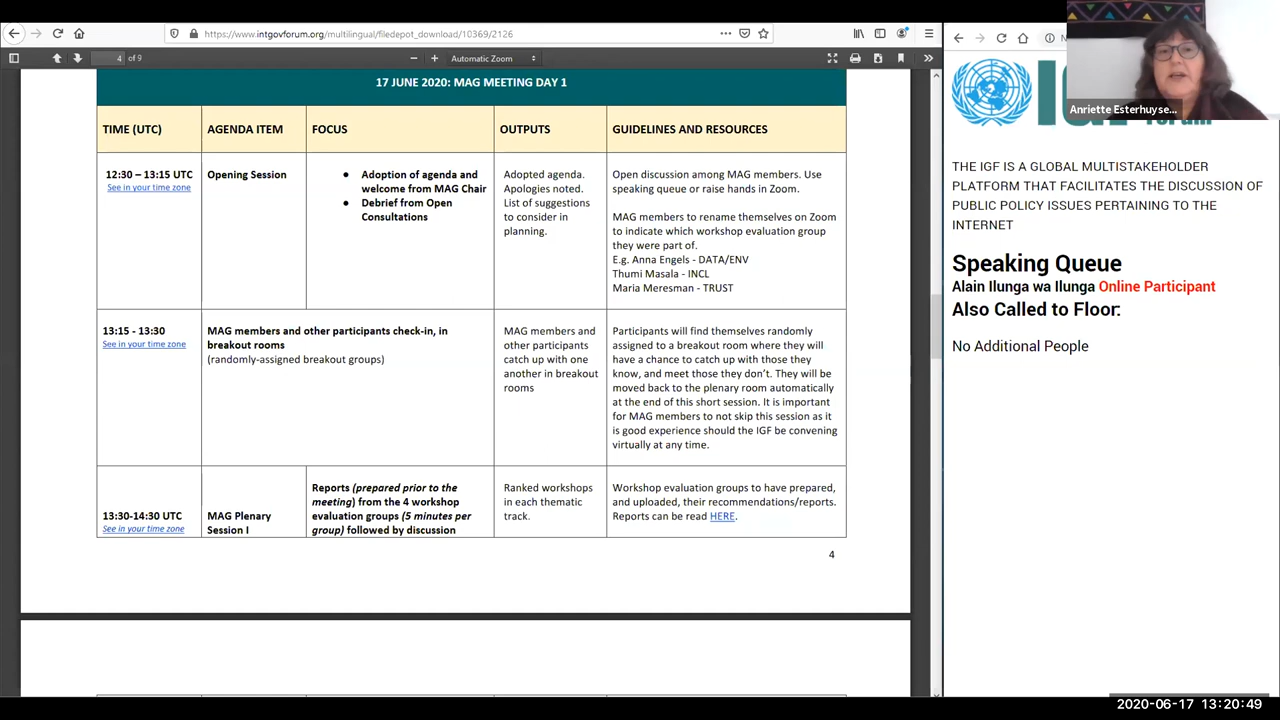 https://www.intgovforum.org/multilingual/filedepot_download/10369/2126
4 of 9
Automatic Zoom
17 JUNE 2020: MAG MEETING DAY 1
TIME (UTC) AGENDA ITEM FOCUS OUTPUTS GUIDELINES AND RESOURCES
12:30 – 13:15 UTC
See in your time zone
Opening Session
• Adoption of agenda and
welcome from MAG Chair
• Debrief from Open
Consultations
Adopted agenda.
Apologies noted.
List of suggestions
to consider in
planning.
Open discussion among MAG members. Use
speaking queue or raise hands in Zoom.
MAG members to rename themselves on Zoom
to indicate which workshop evaluation group
they were part of.
E.g. Anna Engels - DATA/ENV
Thumi Masala - INCL
Maria Meresman - TRUST
13:15 - 13:30
See in your time zone
MAG members and other participants check-in, in
breakout rooms
(randomly-assigned breakout groups)
MAG members and
other participants
catch up with one
another in breakout
rooms
Participants will find themselves randomly
assigned to a breakout room where they will
have a chance to catch up with those they
know, and meet those they don't. They will be
moved back to the plenary room automatically
at the end of this short session. It is important
for MAG members to not skip this session as it
is good experience should the IGF be convening
virtually at any time.
13:30-14:30 UTC
See in your time zone
MAG Plenary
Session I
Reports (prepared prior to the
meeting) from the 4 workshop
evaluation groups (5 minutes per
group) followed by discussion
Ranked workshops
in each thematic
track.
Workshop evaluation groups to have prepared,
and uploaded, their recommendations/reports.
Reports can be read HERE.
4
Anriette Esterhuyse...
THE IGF IS A GLOBAL MULTISTAKEHOLDER
PLATFORM THAT FACILITATES THE DISCUSSION OF
PUBLIC POLICY ISSUES PERTAINING TO THE
INTERNET
Speaking Queue
Alain Ilunga wa Ilunga Online Participant
Also Called to Floor:
No Additional People
2020-06-17 13:20:49